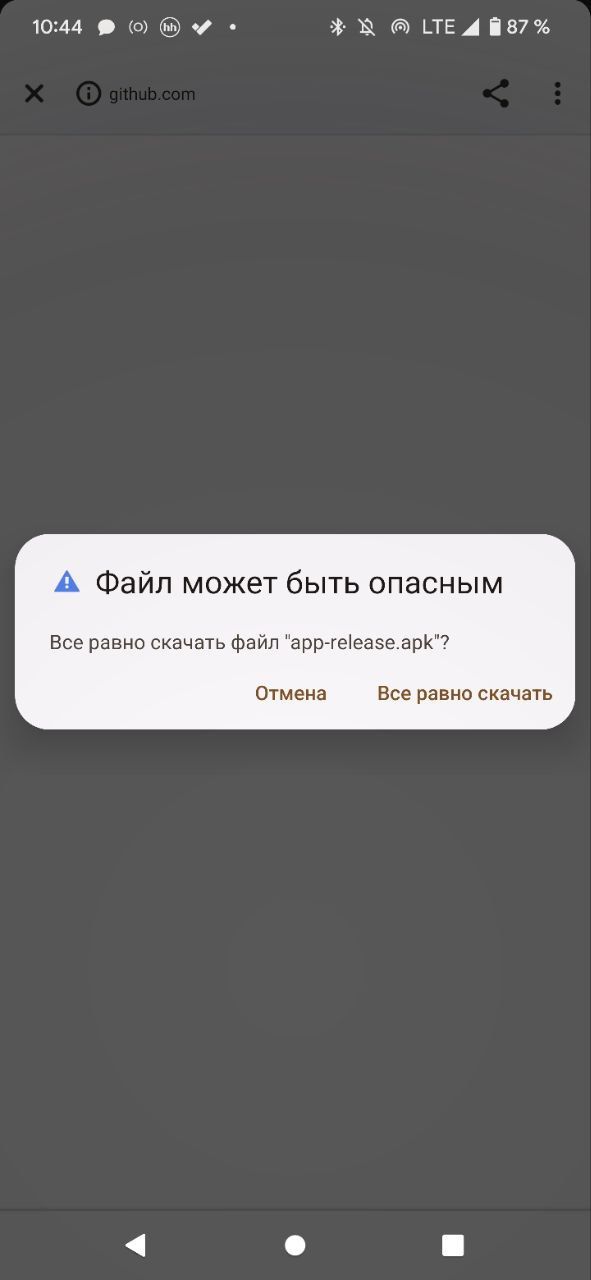 10:44 hh LTE 87 %
github.com
Файл может быть опасным
Все равно скачать файл "app-release.apk"?
Отмена Все равно скачать